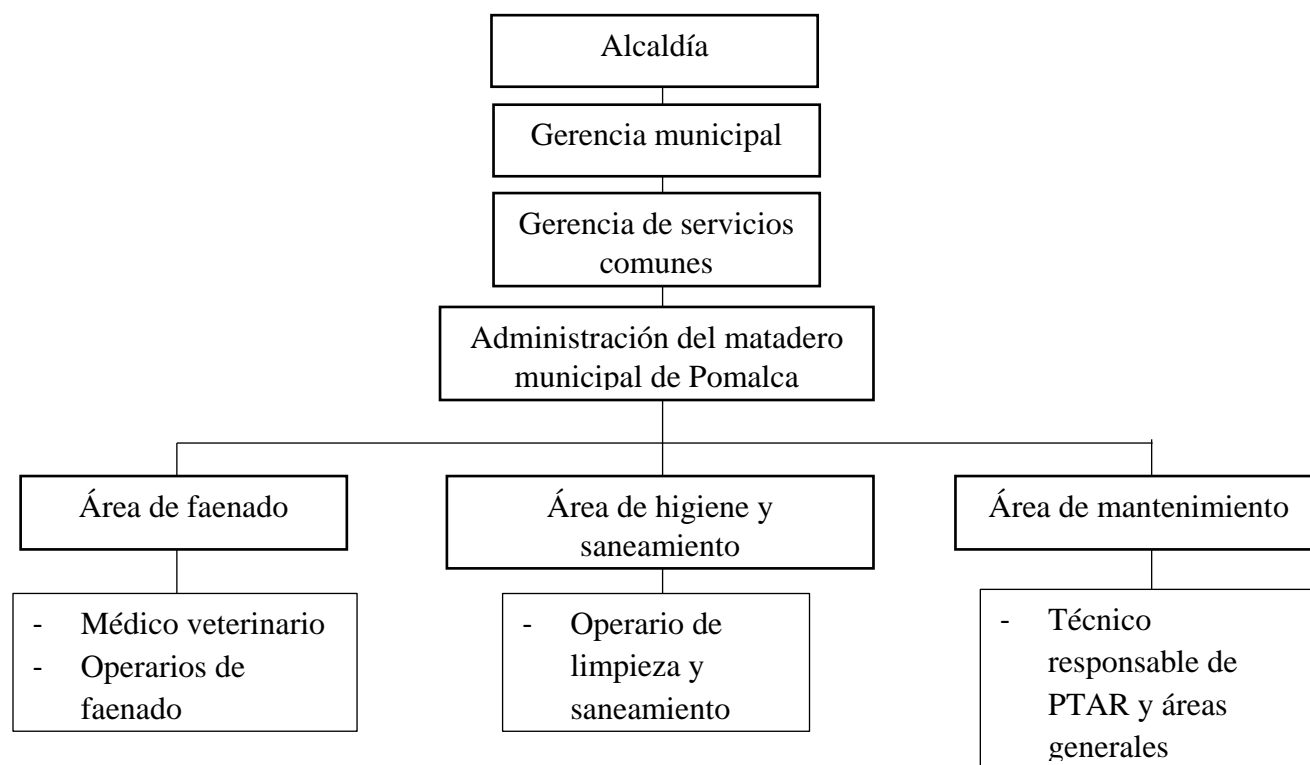 Alcaldía
Gerencia municipal
Gerencia de servicios
comunes
Administración del matadero
municipal de Pomalca
Área de faenado
Área de higiene y
saneamiento
Área de mantenimiento
- Médico veterinario
- Operarios de
faenado
- Operario de
limpieza y
saneamiento
- Técnico
responsable de
PTAR y áreas
generales